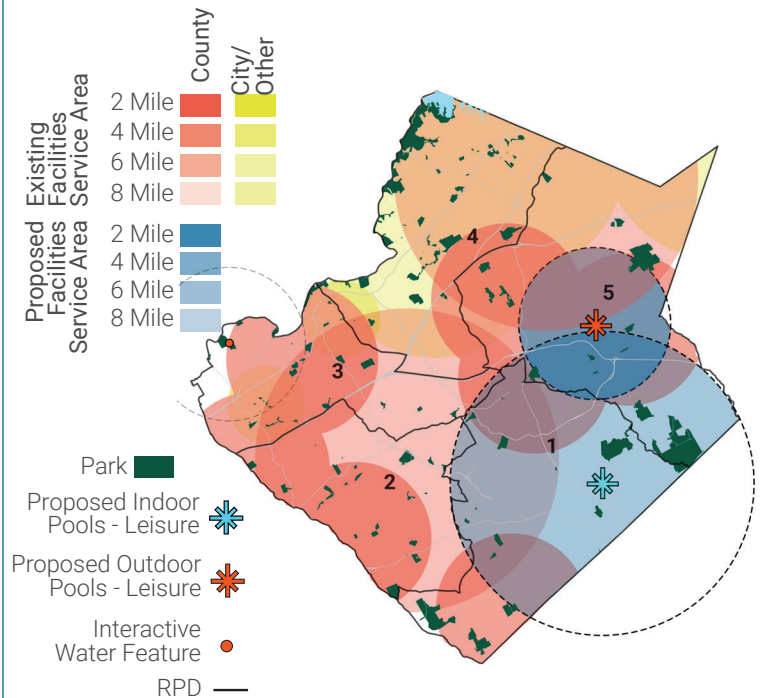 County
City/
Other
Existing
Facilities
Service Area
2 Mile
4 Mile
6 Mile
8 Mile
Proposed
Facilities
Service Area
2 Mile
4 Mile
6 Mile
8 Mile
Park
Proposed Indoor
Pools - Leisure
Proposed Outdoor
Pools - Leisure
Interactive
Water Feature
RPD
4
5
3
1
2